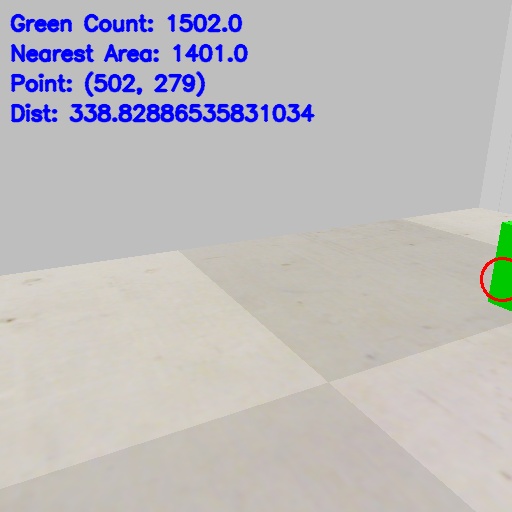 Green Count: 1502.0
Nearest Area: 1401.0
Point: (502, 279)
Dist: 338.82886535831034